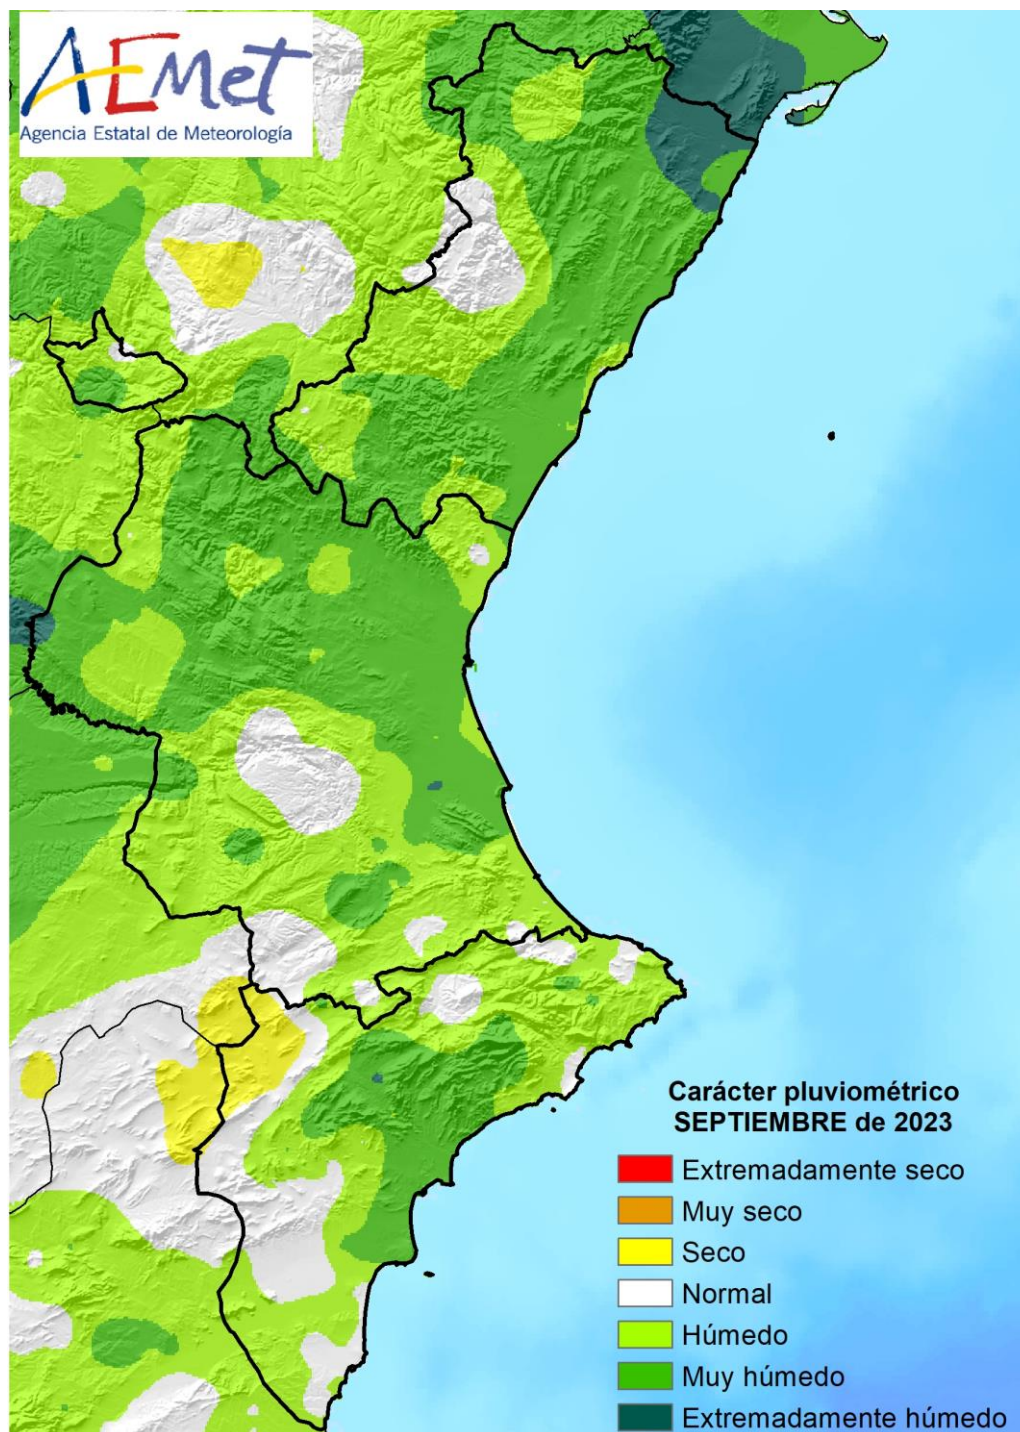 AEMet
Agencia Estatal de Meteorología
Carácter pluviométrico
SEPTIEMBRE de 2023
Extremadamente seco
Muy seco
Seco
Normal
Húmedo
Muy húmedo
Extremadamente húmedo